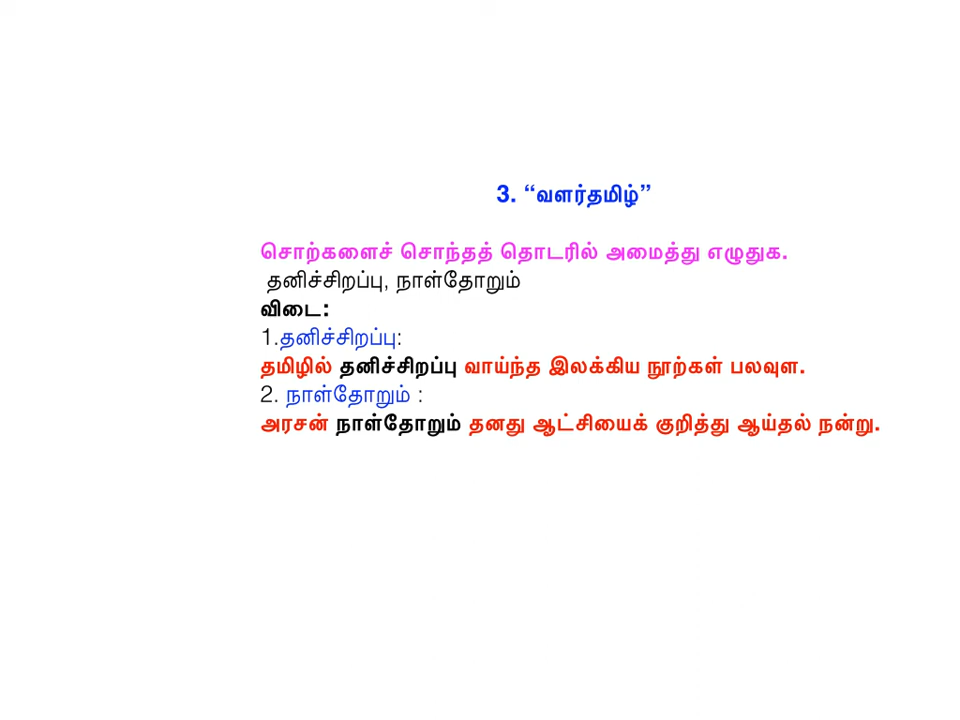 3. “வளர்தமிழ்”
சொற்களைச் சொந்தத் தொடரில் அமைத்து எழுதுக.
தனிச்சிறப்பு, நாள்தோறும்
விடை:
1.தனிச்சிறப்பு:
தமிழில் தனிச்சிறப்பு வாய்ந்த இலக்கிய நூற்கள் பலவுள.
2. நாள்தோறும் :
அரசன் நாள்தோறும் தனது ஆட்சியைக் குறித்து ஆய்தல் நன்று.